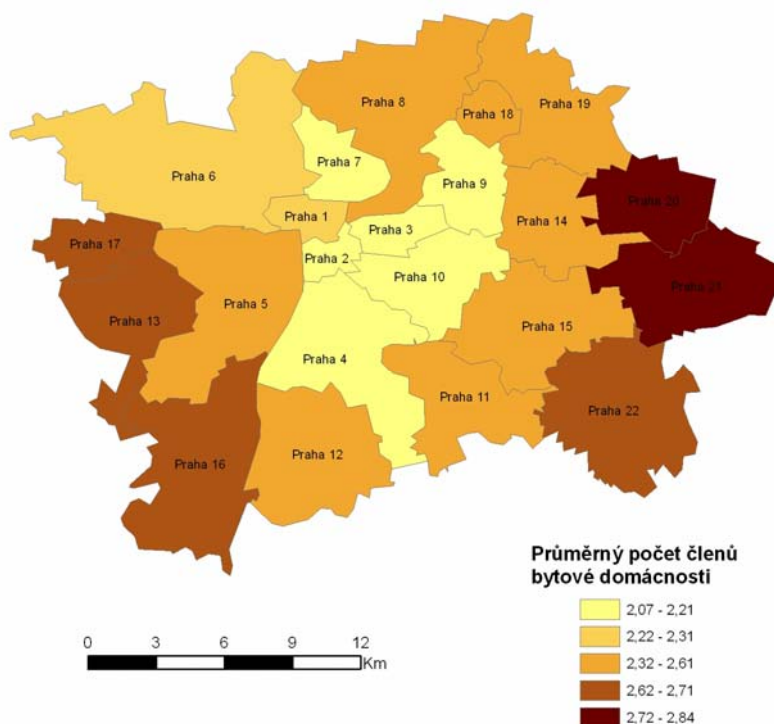 Praha 8
Praha 19
Praha 18
Praha 7
Praha 6
Praha 9
Praha 20
Praha 1
Praha 14
Praha 3
Praha 17
Praha 2
Praha 10
Praha 21
Praha 5
Praha 13
Praha 15
Praha 4
Praha 11
Praha 22
Praha 12
Praha 16
Průměrný počet členů
bytové domácnosti
2,07 - 2,21
2,22 - 2,31
2,32 - 2,61
2,62 - 2,71
2,72 - 2,84
0 3 6 9 12
Km